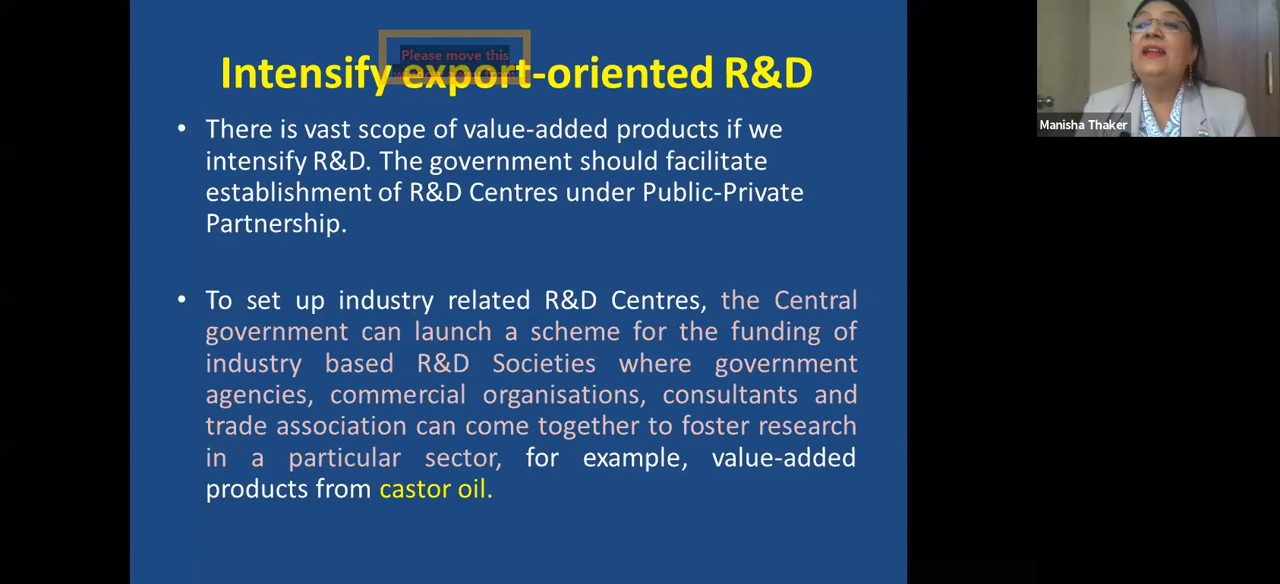 Please move this
Intensify export-oriented R&D
• There is vast scope of value-added products if we
intensify R&D. The government should facilitate
establishment of R&D Centres under Public-Private
Partnership.
• To set up industry related R&D Centres, the Central
government can launch a scheme for the funding of
industry based R&D Societies where government
agencies, commercial organisations, consultants and
trade association can come together to foster research
in a particular sector, for example, value-added
products from castor oil.
Manisha Thaker